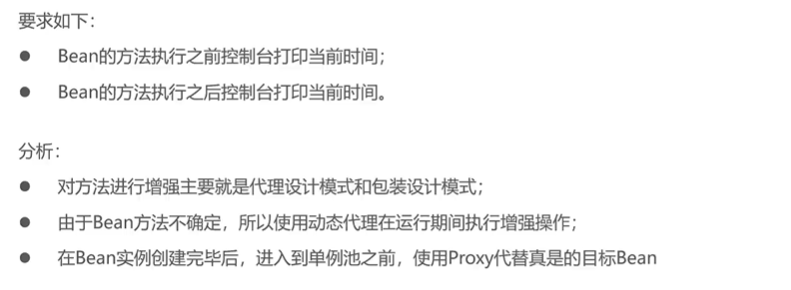 要求如下：
● Bean的方法执行之前控制台打印当前时间；
● Bean的方法执行之后控制台打印当前时间。
分析：
● 对方法进行增强主要就是代理设计模式和包装设计模式；
● 由于Bean方法不确定，所以使用动态代理在运行期间执行增强操作；
● 在Bean实例创建完毕后，进入到单例池之前，使用Proxy代替真是的目标Bean